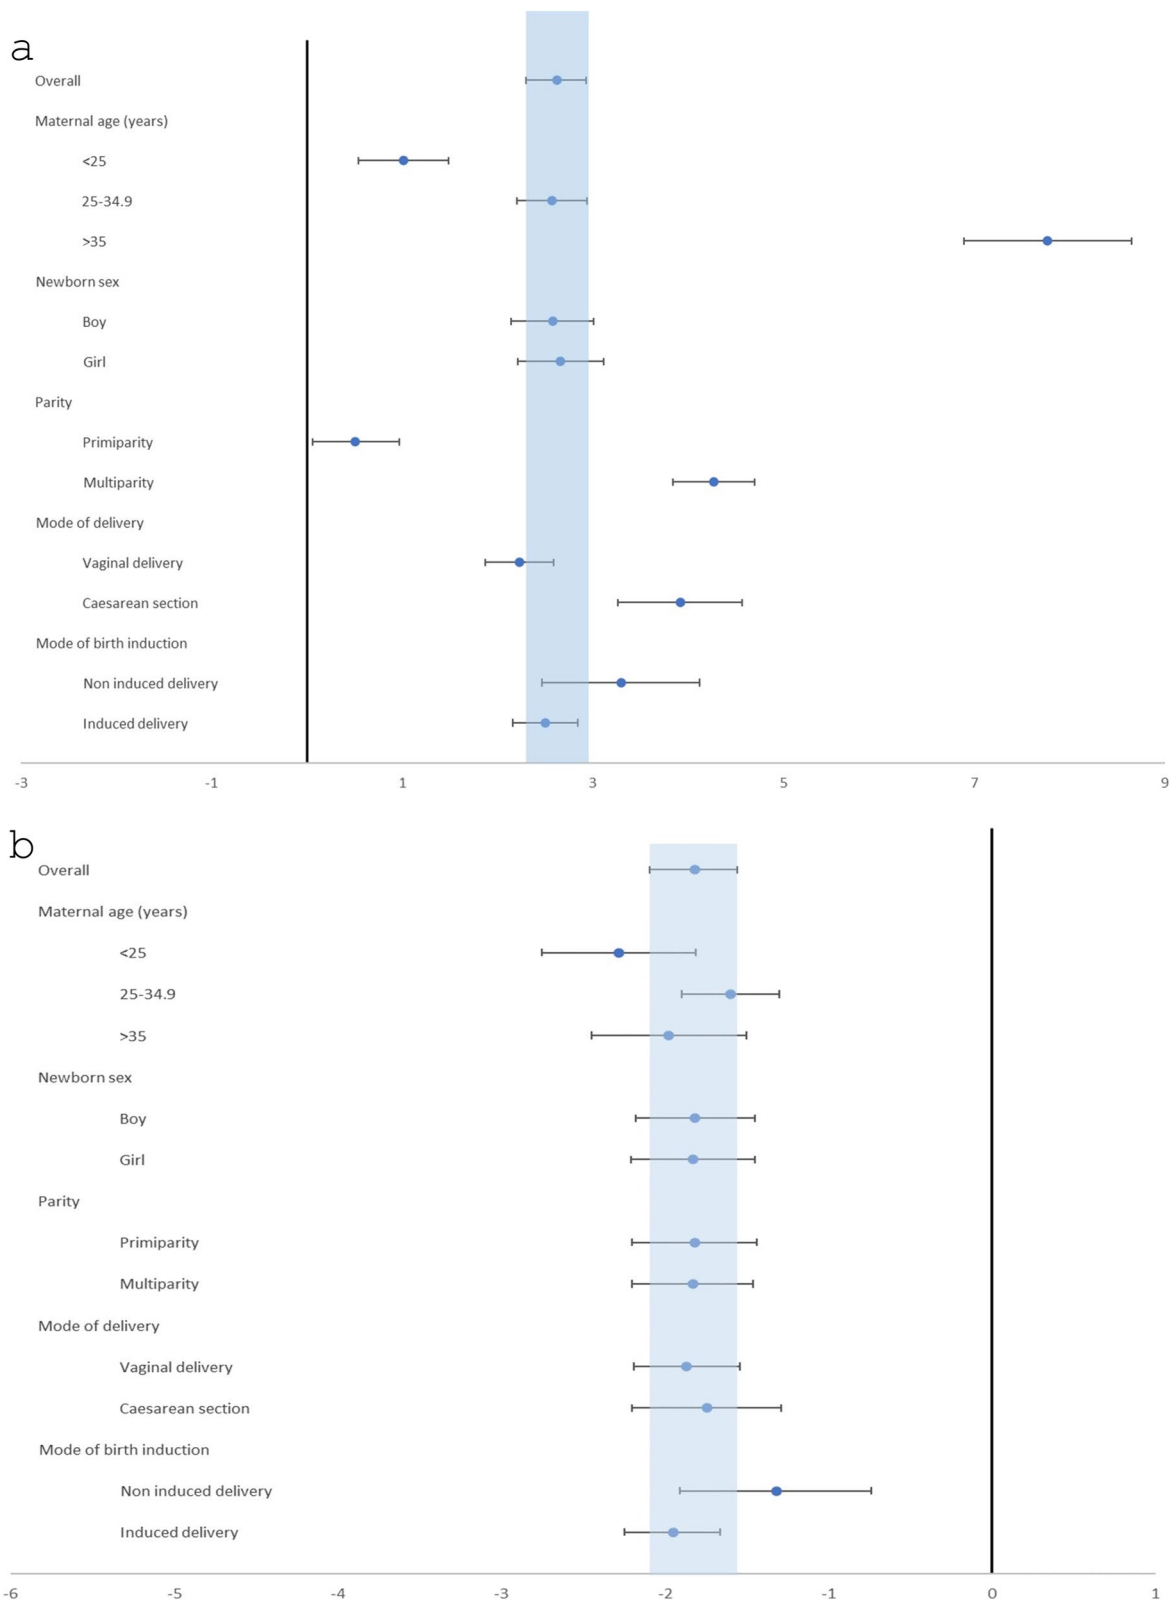 a
Overall
Maternal age (years)
<25
25-34.9
>35
Newborn sex
Boy
Girl
Parity
Primiparity
Multiparity
Mode of delivery
Vaginal delivery
Caesarean section
Mode of birth induction
Non induced delivery
Induced delivery
-3 -1 1 3 5 7 9
b
Overall
Maternal age (years)
<25
25-34.9
>35
Newborn sex
Boy
Girl
Parity
Primiparity
Multiparity
Mode of delivery
Vaginal delivery
Caesarean section
Mode of birth induction
Non induced delivery
Induced delivery
-6 -5 -4 -3 -2 -1 0 1